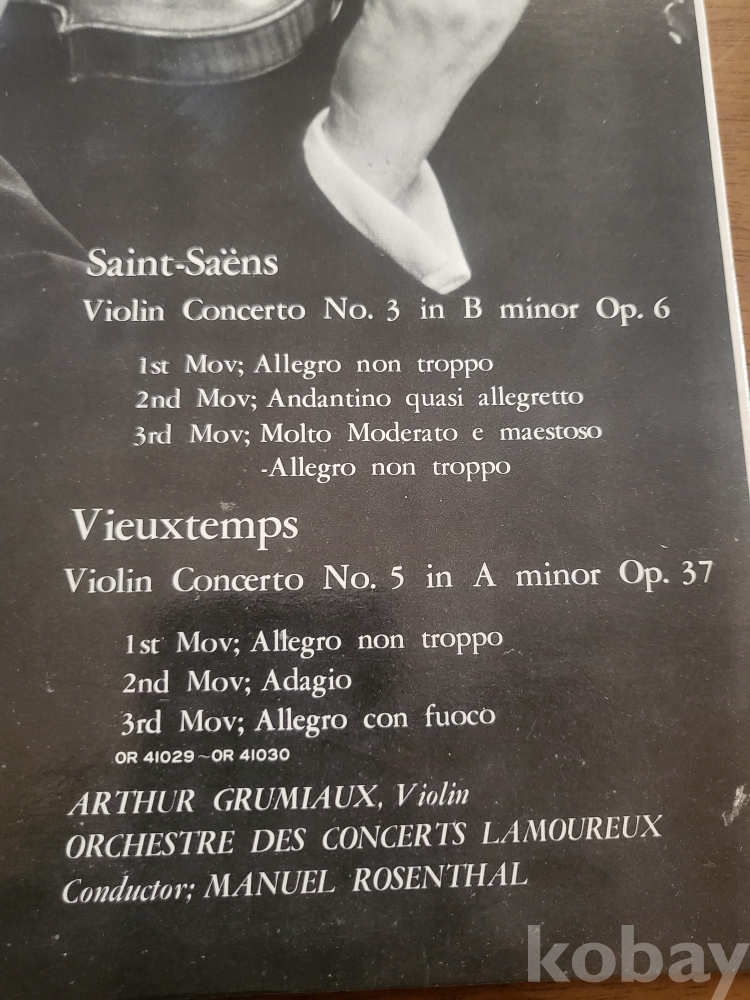 Saint-Saëns
Violin Concerto No. 3 in B minor Op. 6
1st Mov; Allegro non troppo
2nd Mov; Andantino quasi allegretto
3rd Mov; Molto Moderato e maestoso
-Allegro non troppo
Vieuxtemps
Violin Concerto No. 5 in A minor Op. 37
1st Mov; Allegro non troppo
2nd Mov; Adagio
3rd Mov; Allegro con fuoco
OR 41029~OR 41030
ARTHUR GRUMIAUX, Violin
ORCHESTRE DES CONCERTS LAMOUREUX
Conductor; MANUEL ROSENTHAL
kobay